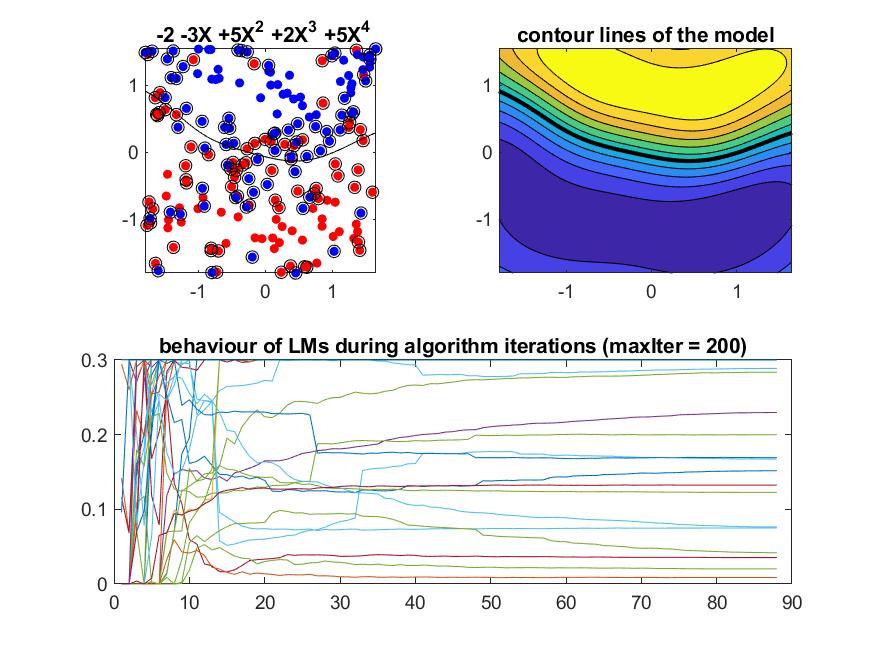 -2 -3X +5X² +2X³ +5X⁴
1
0
-1
-1 0 1
contour lines of the model
1
0
-1
-1 0 1
behaviour of LMs during algorithm iterations (maxIter = 200)
0.3
0.2
0.1
0
0 10 20 30 40 50 60 70 80 90